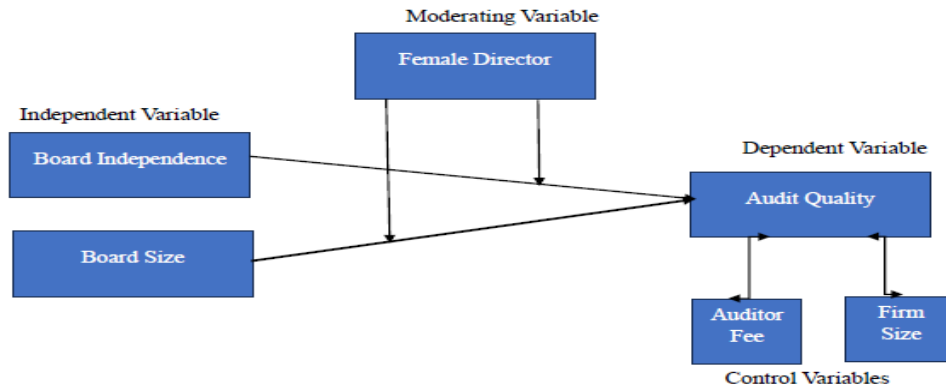 Moderating Variable
Female Director
Independent Variable
Board Independence
Dependent Variable
Audit Quality
Board Size
Auditor
Fee
Firm
Size
Control Variables